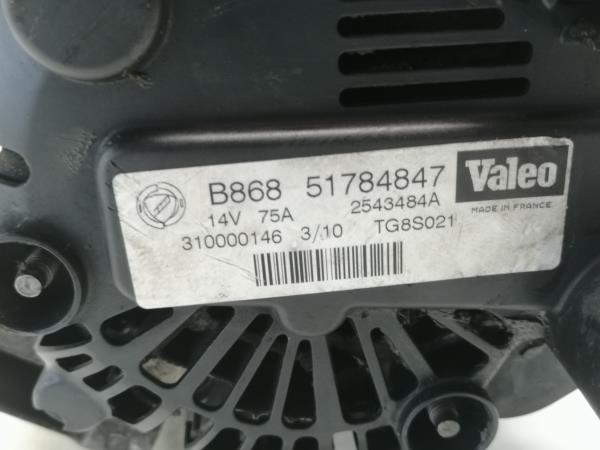 B868 51784847 Valeo
14V 75A 2543484A MADE IN FRANCE
310000146 3/10 TG8S021